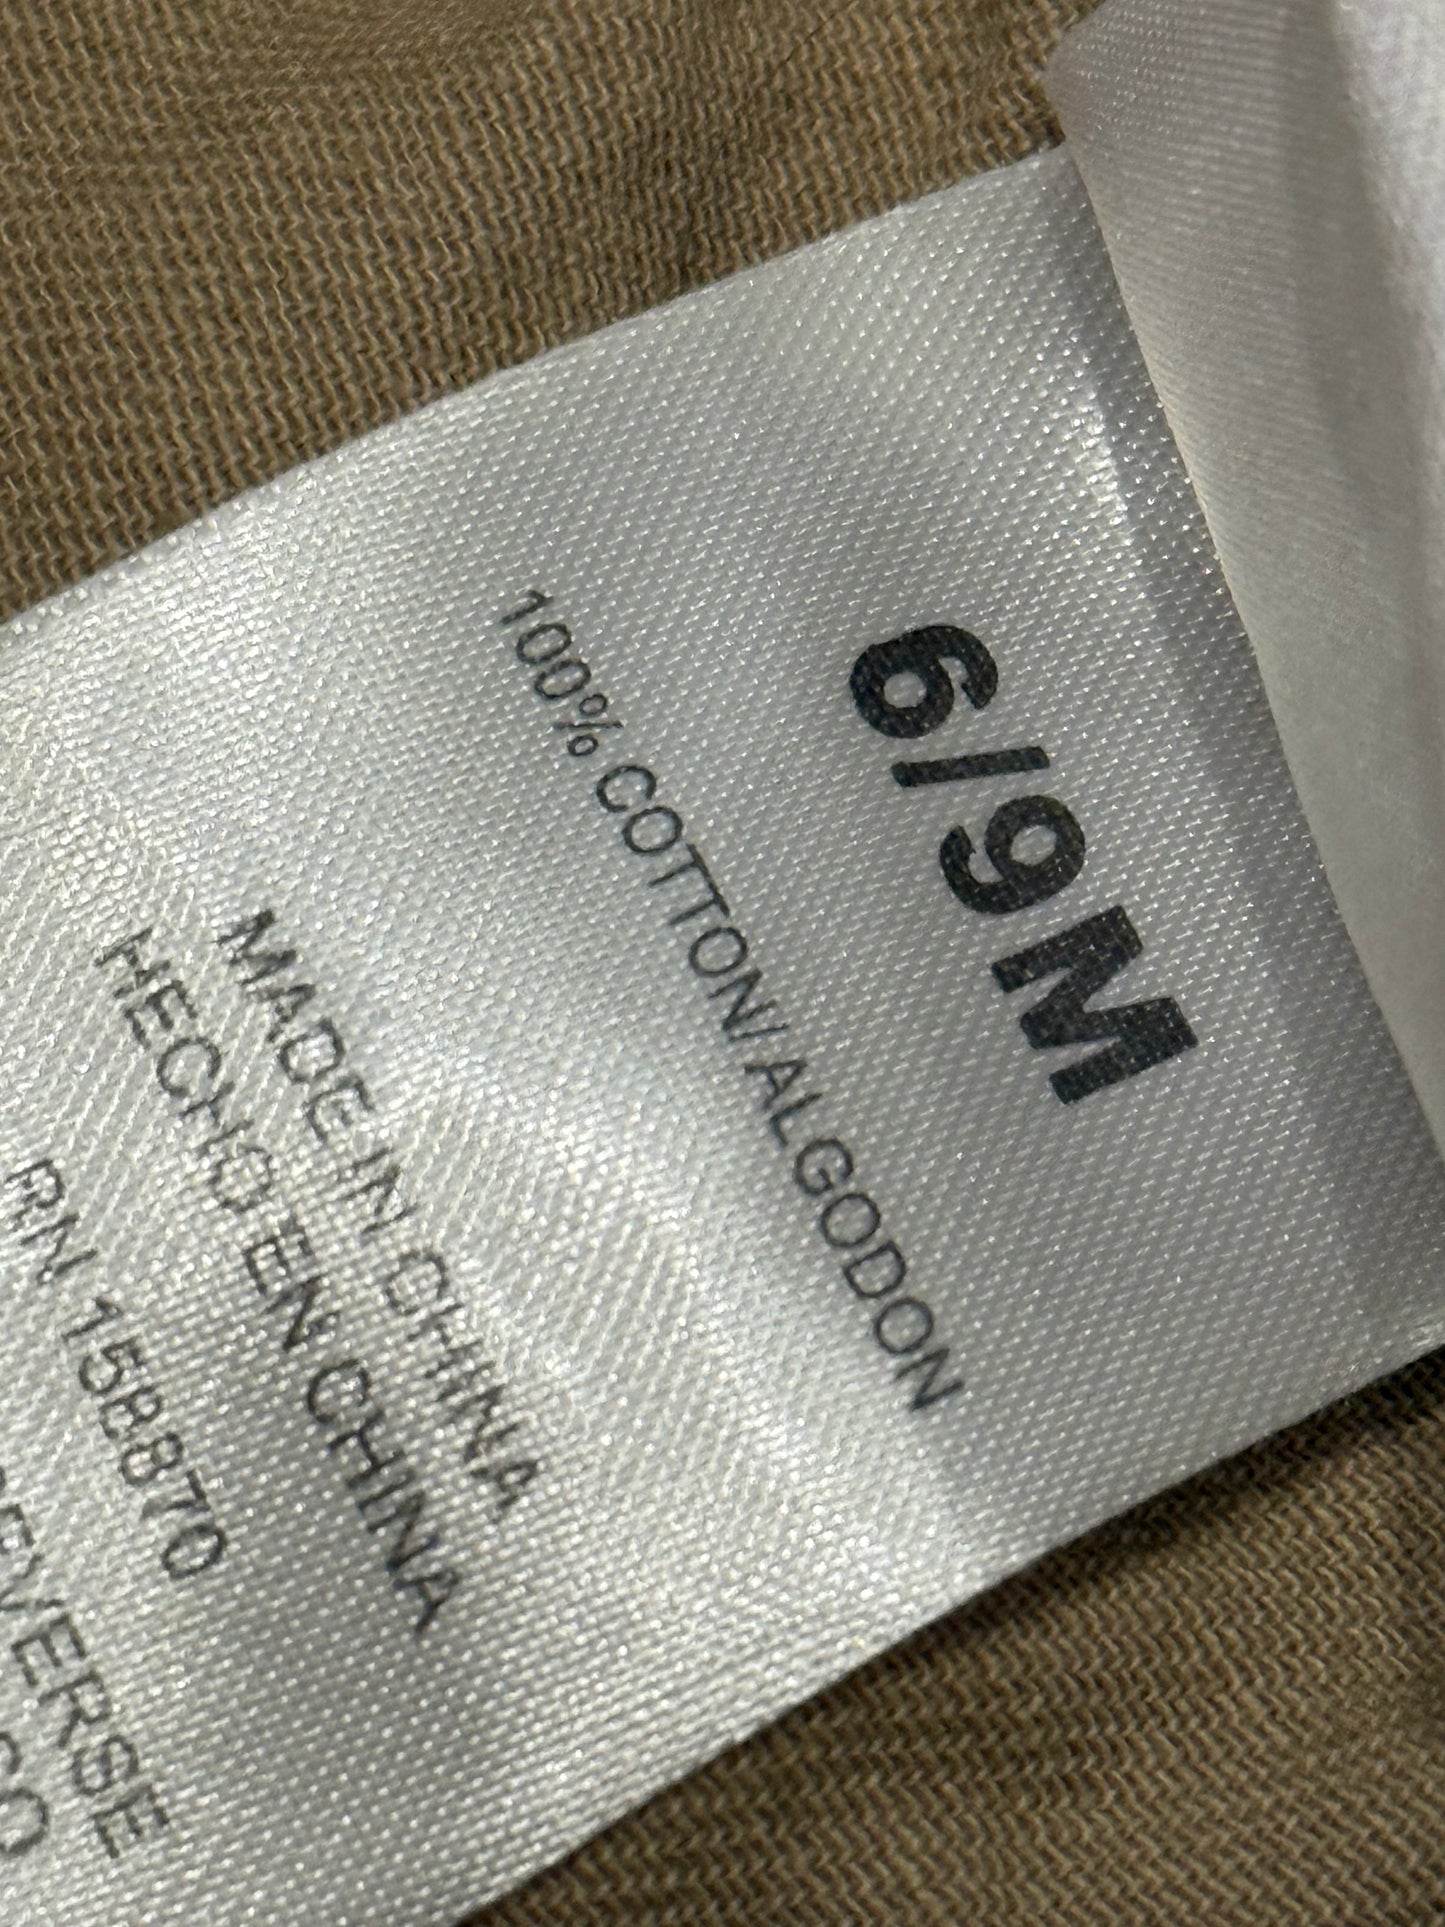 6/9M
100% COTTON/ ALGODON
MADE IN CHINA
HECHO EN CHINA
RN 158870